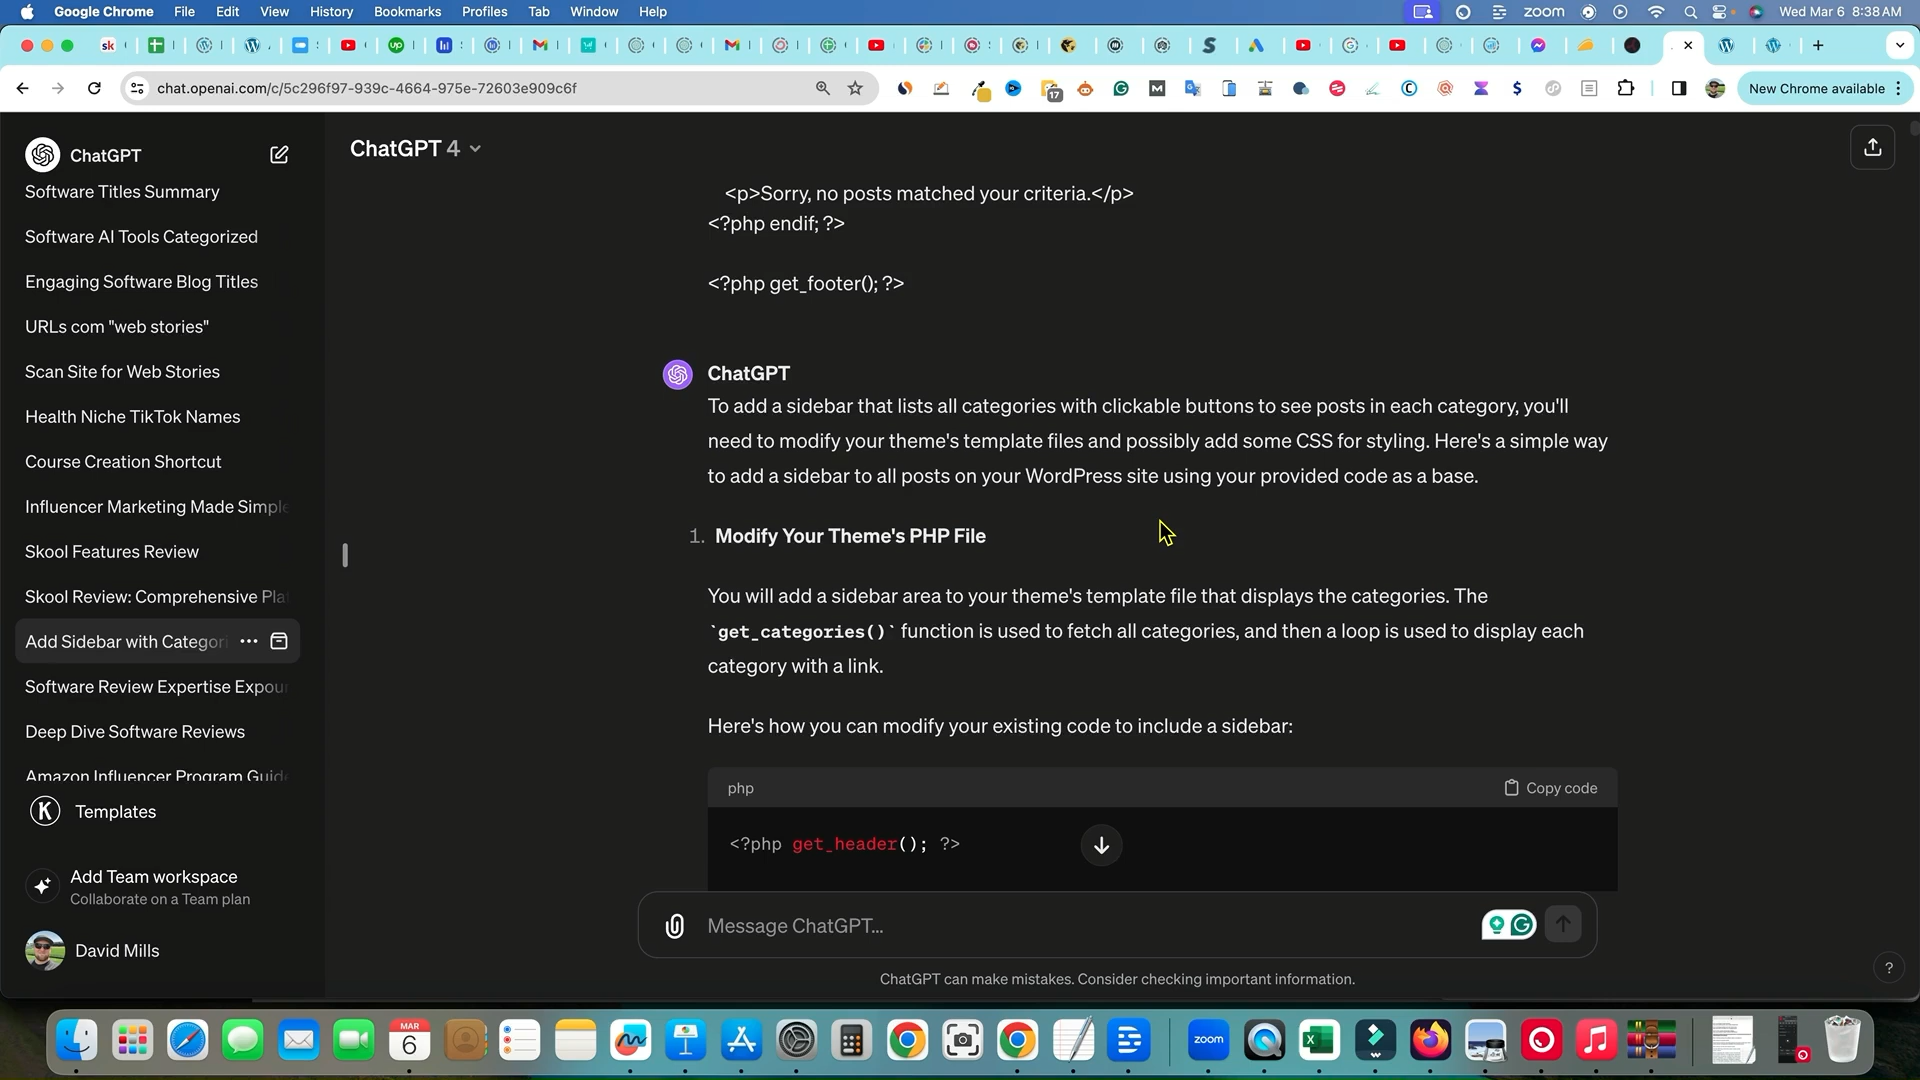 Google Chrome File Edit View History Bookmarks Profiles Tab Window Help zoom Wed Mar 6 8:38 AM
chat.openai.com/c/5c296f97-939c-4664-975e-72603e909c6f 17 New Chrome available
ChatGPT
Software Titles Summary
Software AI Tools Categorized
Engaging Software Blog Titles
URLs com "web stories"
Scan Site for Web Stories
Health Niche TikTok Names
Course Creation Shortcut
Influencer Marketing Made Simple
Skool Features Review
Skool Review: Comprehensive Pla
Add Sidebar with Categori
Software Review Expertise Expou
Deep Dive Software Reviews
Amazon Influencer Program Guide
Templates
Add Team workspace
Collaborate on a Team plan
David Mills
ChatGPT 4
<p>Sorry, no posts matched your criteria.</p>
<?php endif; ?>
<?php get_footer(); ?>
ChatGPT
To add a sidebar that lists all categories with clickable buttons to see posts in each category, you'll
need to modify your theme's template files and possibly add some CSS for styling. Here's a simple way
to add a sidebar to all posts on your WordPress site using your provided code as a base.
1. Modify Your Theme's PHP File
You will add a sidebar area to your theme's template file that displays the categories. The
`get_categories()` function is used to fetch all categories, and then a loop is used to display each
category with a link.
Here's how you can modify your existing code to include a sidebar:
php Copy code
<?php get_header(); ?>
Message ChatGPT...
ChatGPT can make mistakes. Consider checking important information.
?
MAR
6
zoom